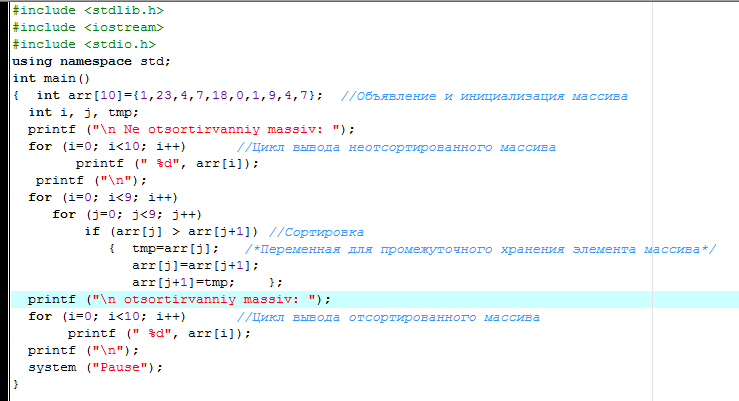 #include <stdlib.h>
#include <iostream>
#include <stdio.h>
using namespace std;
int main()
{  int arr[10]={1,23,4,7,18,0,1,9,4,7};  //Объявление и инициализация массива
  int i, j, tmp;
  printf ("\n Ne otsortirvanniy massiv: ");
  for (i=0; i<10; i++)      //Цикл вывода неотсортированного массива
        printf (" %d", arr[i]);
   printf ("\n");
  for (i=0; i<9; i++)
     for (j=0; j<9; j++)
         if (arr[j] > arr[j+1]) //Сортировка
            {  tmp=arr[j];   /*Переменная для промежуточного хранения элемента массива*/
               arr[j]=arr[j+1];
               arr[j+1]=tmp;    };
  printf ("\n otsortirvanniy massiv: ");
  for (i=0; i<10; i++)      //Цикл вывода отсортированного массива
       printf (" %d", arr[i]);
  printf ("\n");
  system ("Pause");
}